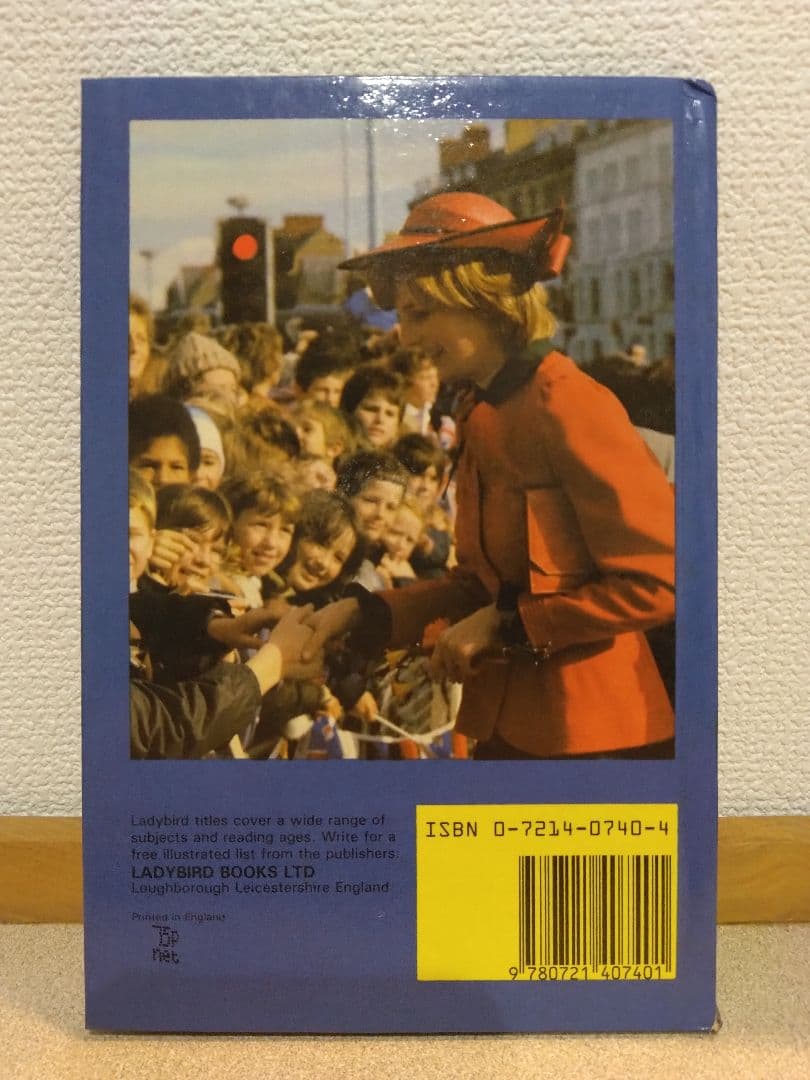 Ladybird titles cover a wide range of
subjects and reading ages. Write for a
free illustrated list from the publishers:
LADYBIRD BOOKS LTD
Loughborough Leicestershire England
Printed in England
75p
net
ISBN 0-7214-0740-4
9 780721 407401